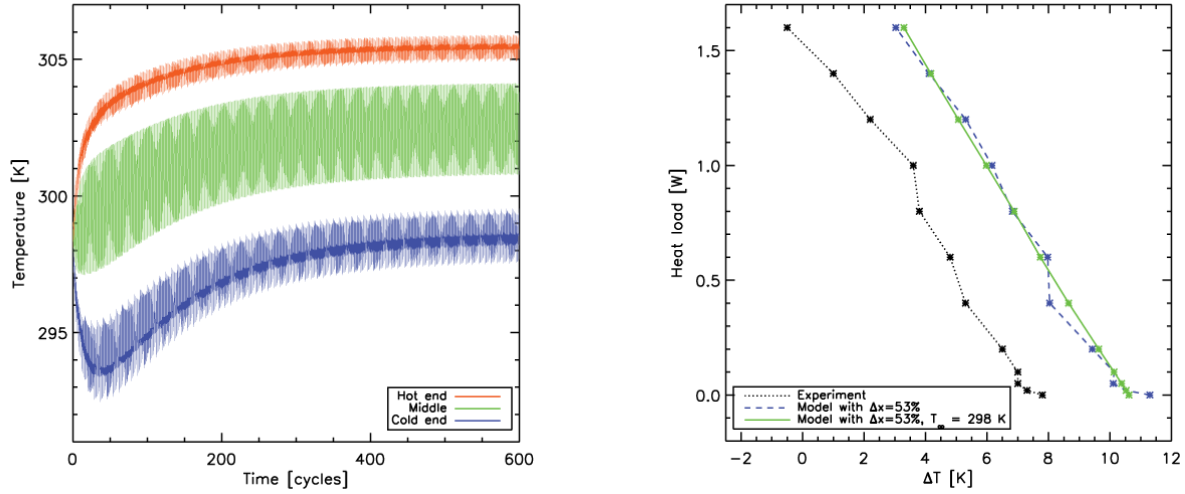 Temperature [K]
305
300
295
0
200
400
600
Time [cycles]
Hot end
Middle
Cold end
Heat load [W]
1.5
1.0
0.5
0.0
−2
0
2
4
6
8
10
12
ΔT [K]
Experiment
Model with Δx=53%
Model with Δx=53%, T∞ = 298 K